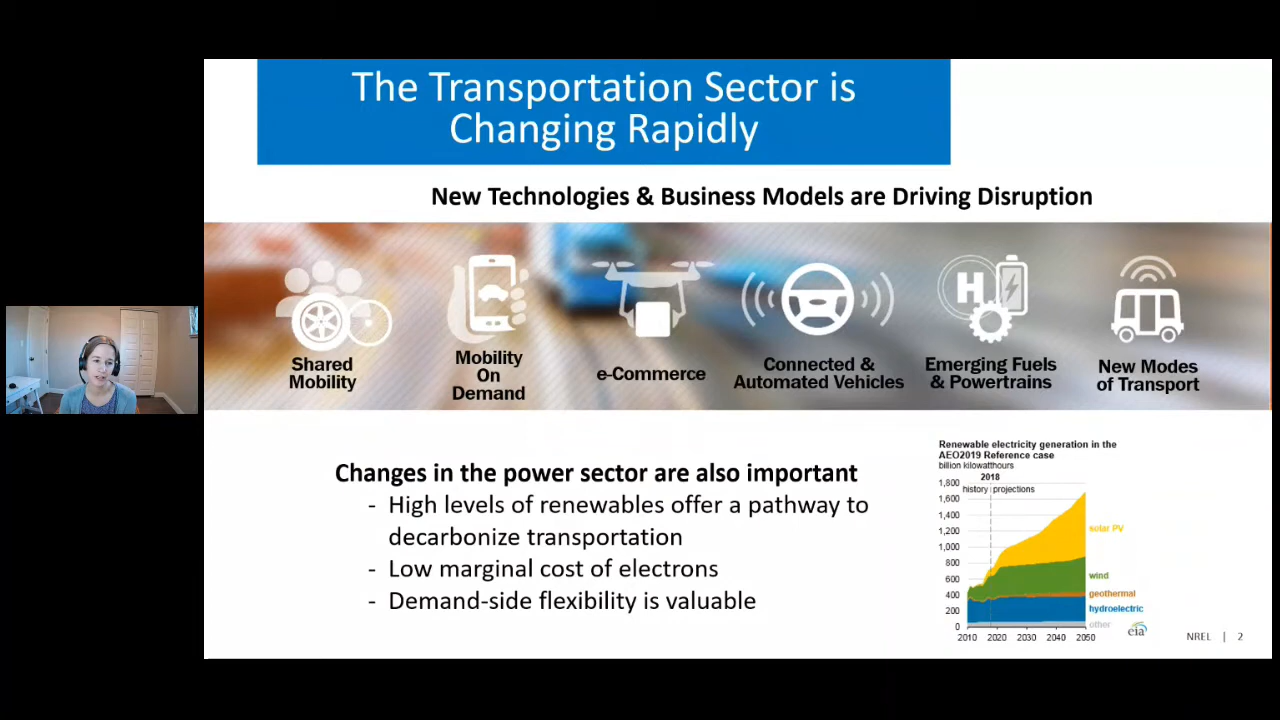 The Transportation Sector is
Changing Rapidly
New Technologies & Business Models are Driving Disruption
H
Shared
Mobility
Mobility
On
Demand
e-Commerce
Connected &
Automated Vehicles
Emerging Fuels
& Powertrains
New Modes
of Transport
Changes in the power sector are also important
- High levels of renewables offer a pathway to
decarbonize transportation
- Low marginal cost of electrons
- Demand-side flexibility is valuable
Renewable electricity generation in the
AEO2019 Reference case
billion kilowatthours
2018
history projections
1,800
1,600
1,400
1,200
1,000
800
600
400
200
0
2010 2020 2030 2040 2050
solar PV
wind
geothermal
hydroelectric
other
eia
NREL | 2